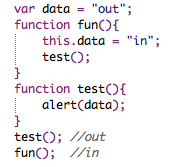 var data = "out";
function fun(){
    this.data = "in";
    test();
}
function test(){
    alert(data);
}
test(); //out
fun();  //in